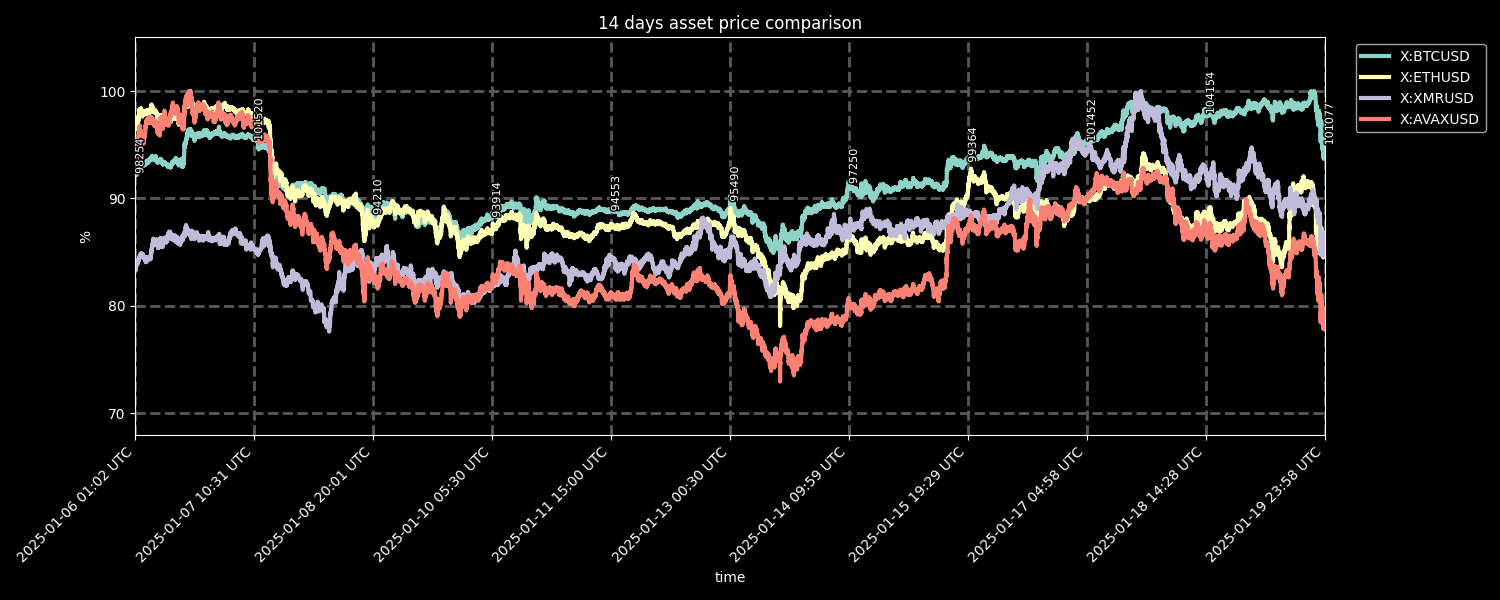 14 days asset price comparison
X:BTCUSD
X:ETHUSD
X:XMRUSD
X:AVAXUSD
%
100
90
80
70
98254
101520
94210
93914
94553
95490
97250
99364
101452
104154
101077
2025-01-06 01:02 UTC
2025-01-07 10:31 UTC
2025-01-08 20:01 UTC
2025-01-10 05:30 UTC
2025-01-11 15:00 UTC
2025-01-13 00:30 UTC
2025-01-14 09:59 UTC
2025-01-15 19:29 UTC
2025-01-17 04:58 UTC
2025-01-18 14:28 UTC
2025-01-19 23:58 UTC
time